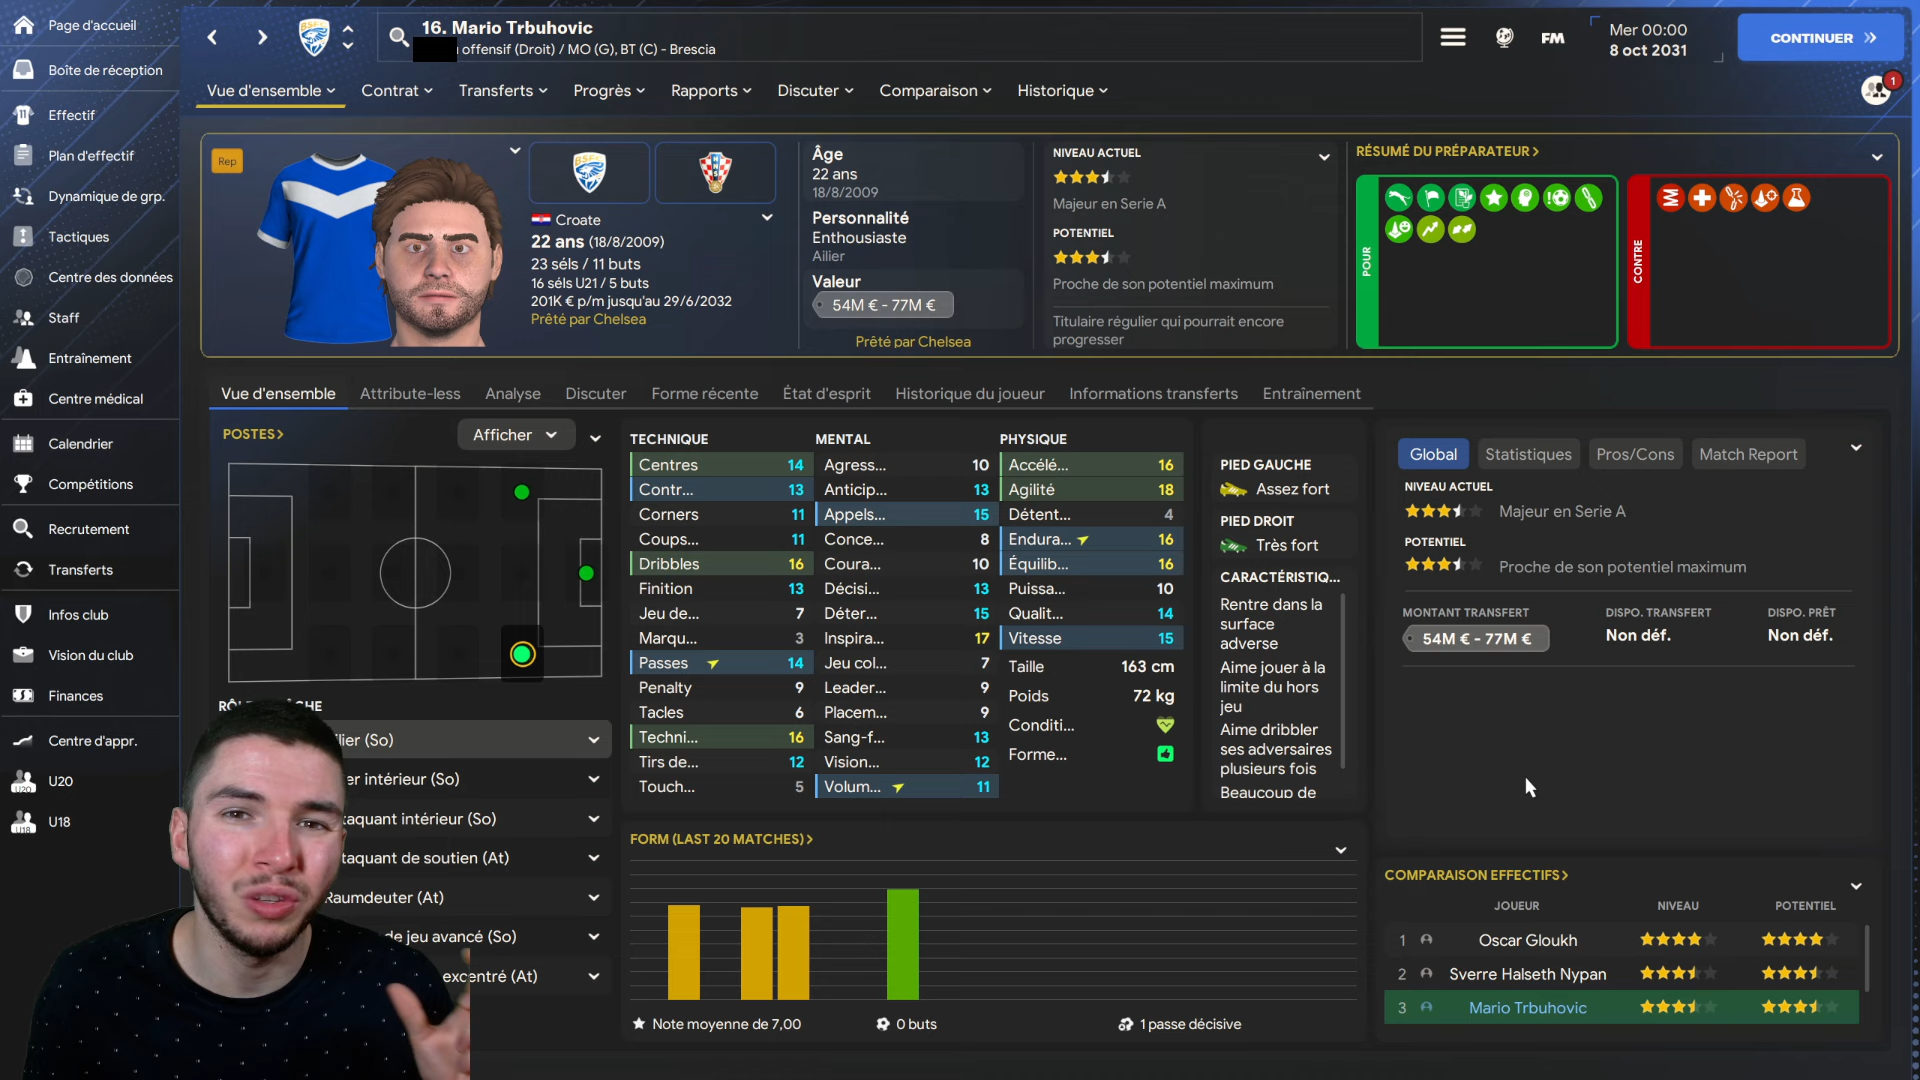 Page d'accueil
Boîte de réception
Effectif
Plan d'effectif
Dynamique de grp.
Tactiques
Centre des données
Staff
Entraînement
Centre médical
Calendrier
Compétitions
Recrutement
Transferts
Infos club
Vision du club
Finances
Centre d'appr.
U20
U18
16. Mario Trbuhovic
offensif (Droit) / MO (G), BT (C) - Brescia
FM
Mer 00:00
8 oct 2031
CONTINUER
1
Vue d'ensemble
Contrat
Transferts
Progrès
Rapports
Discuter
Comparaison
Historique
Rep
Croate
22 ans (18/8/2009)
23 séls / 11 buts
16 séls U21 / 5 buts
201K € p/m jusqu'au 29/6/2032
Prêté par Chelsea
Âge
22 ans
18/8/2009
Personnalité
Enthousiaste
Ailier
Valeur
54M € - 77M €
Prêté par Chelsea
NIVEAU ACTUEL
Majeur en Serie A
POTENTIEL
Proche de son potentiel maximum
Titulaire régulier qui pourrait encore
progresser
RÉSUMÉ DU PRÉPARATEUR >
POUR
CONTRE
Vue d'ensemble
Attribute-less
Analyse
Discuter
Forme récente
État d'esprit
Historique du joueur
Informations transferts
Entraînement
POSTES >
Afficher
lier (So)
er intérieur (So)
taquant intérieur (So)
taquant de soutien (At)
Raumdeuter (At)
de jeu avancé (So)
excentré (At)
TECHNIQUE
Centres 14
Contr... 13
Corners 11
Coups... 11
Dribbles 16
Finition 13
Jeu de... 7
Marqu... 3
Passes 14
Penalty 9
Tacles 6
Techni... 16
Tirs de... 12
Touch... 5
MENTAL
Agress... 10
Anticip... 13
Appels... 15
Conce... 8
Coura... 10
Décisi... 13
Déter... 15
Inspira... 17
Jeu col... 7
Leader... 9
Placem... 9
Sang-f... 13
Vision... 12
Volum... 11
PHYSIQUE
Accélé... 16
Agilité 18
Détent... 4
Endura... 16
Équilib... 16
Puissa... 10
Qualit... 14
Vitesse 15
Taille 163 cm
Poids 72 kg
Conditi...
Forme...
PIED GAUCHE
Assez fort
PIED DROIT
Très fort
CARACTÉRISTIQ...
Rentre dans la
surface
adverse
Aime jouer à la
limite du hors
jeu
Aime dribbler
ses adversaires
plusieurs fois
Beaucoup de
FORM (LAST 20 MATCHES) >
Note moyenne de 7,00
0 buts
1 passe décisive
Global
Statistiques
Pros/Cons
Match Report
NIVEAU ACTUEL
Majeur en Serie A
POTENTIEL
Proche de son potentiel maximum
MONTANT TRANSFERT
54M € - 77M €
DISPO. TRANSFERT
Non déf.
DISPO. PRÊT
Non déf.
COMPARAISON EFFECTIFS >
JOUEUR NIVEAU POTENTIEL
1 Oscar Gloukh
2 Sverre Halseth Nypan
3 Mario Trbuhovic